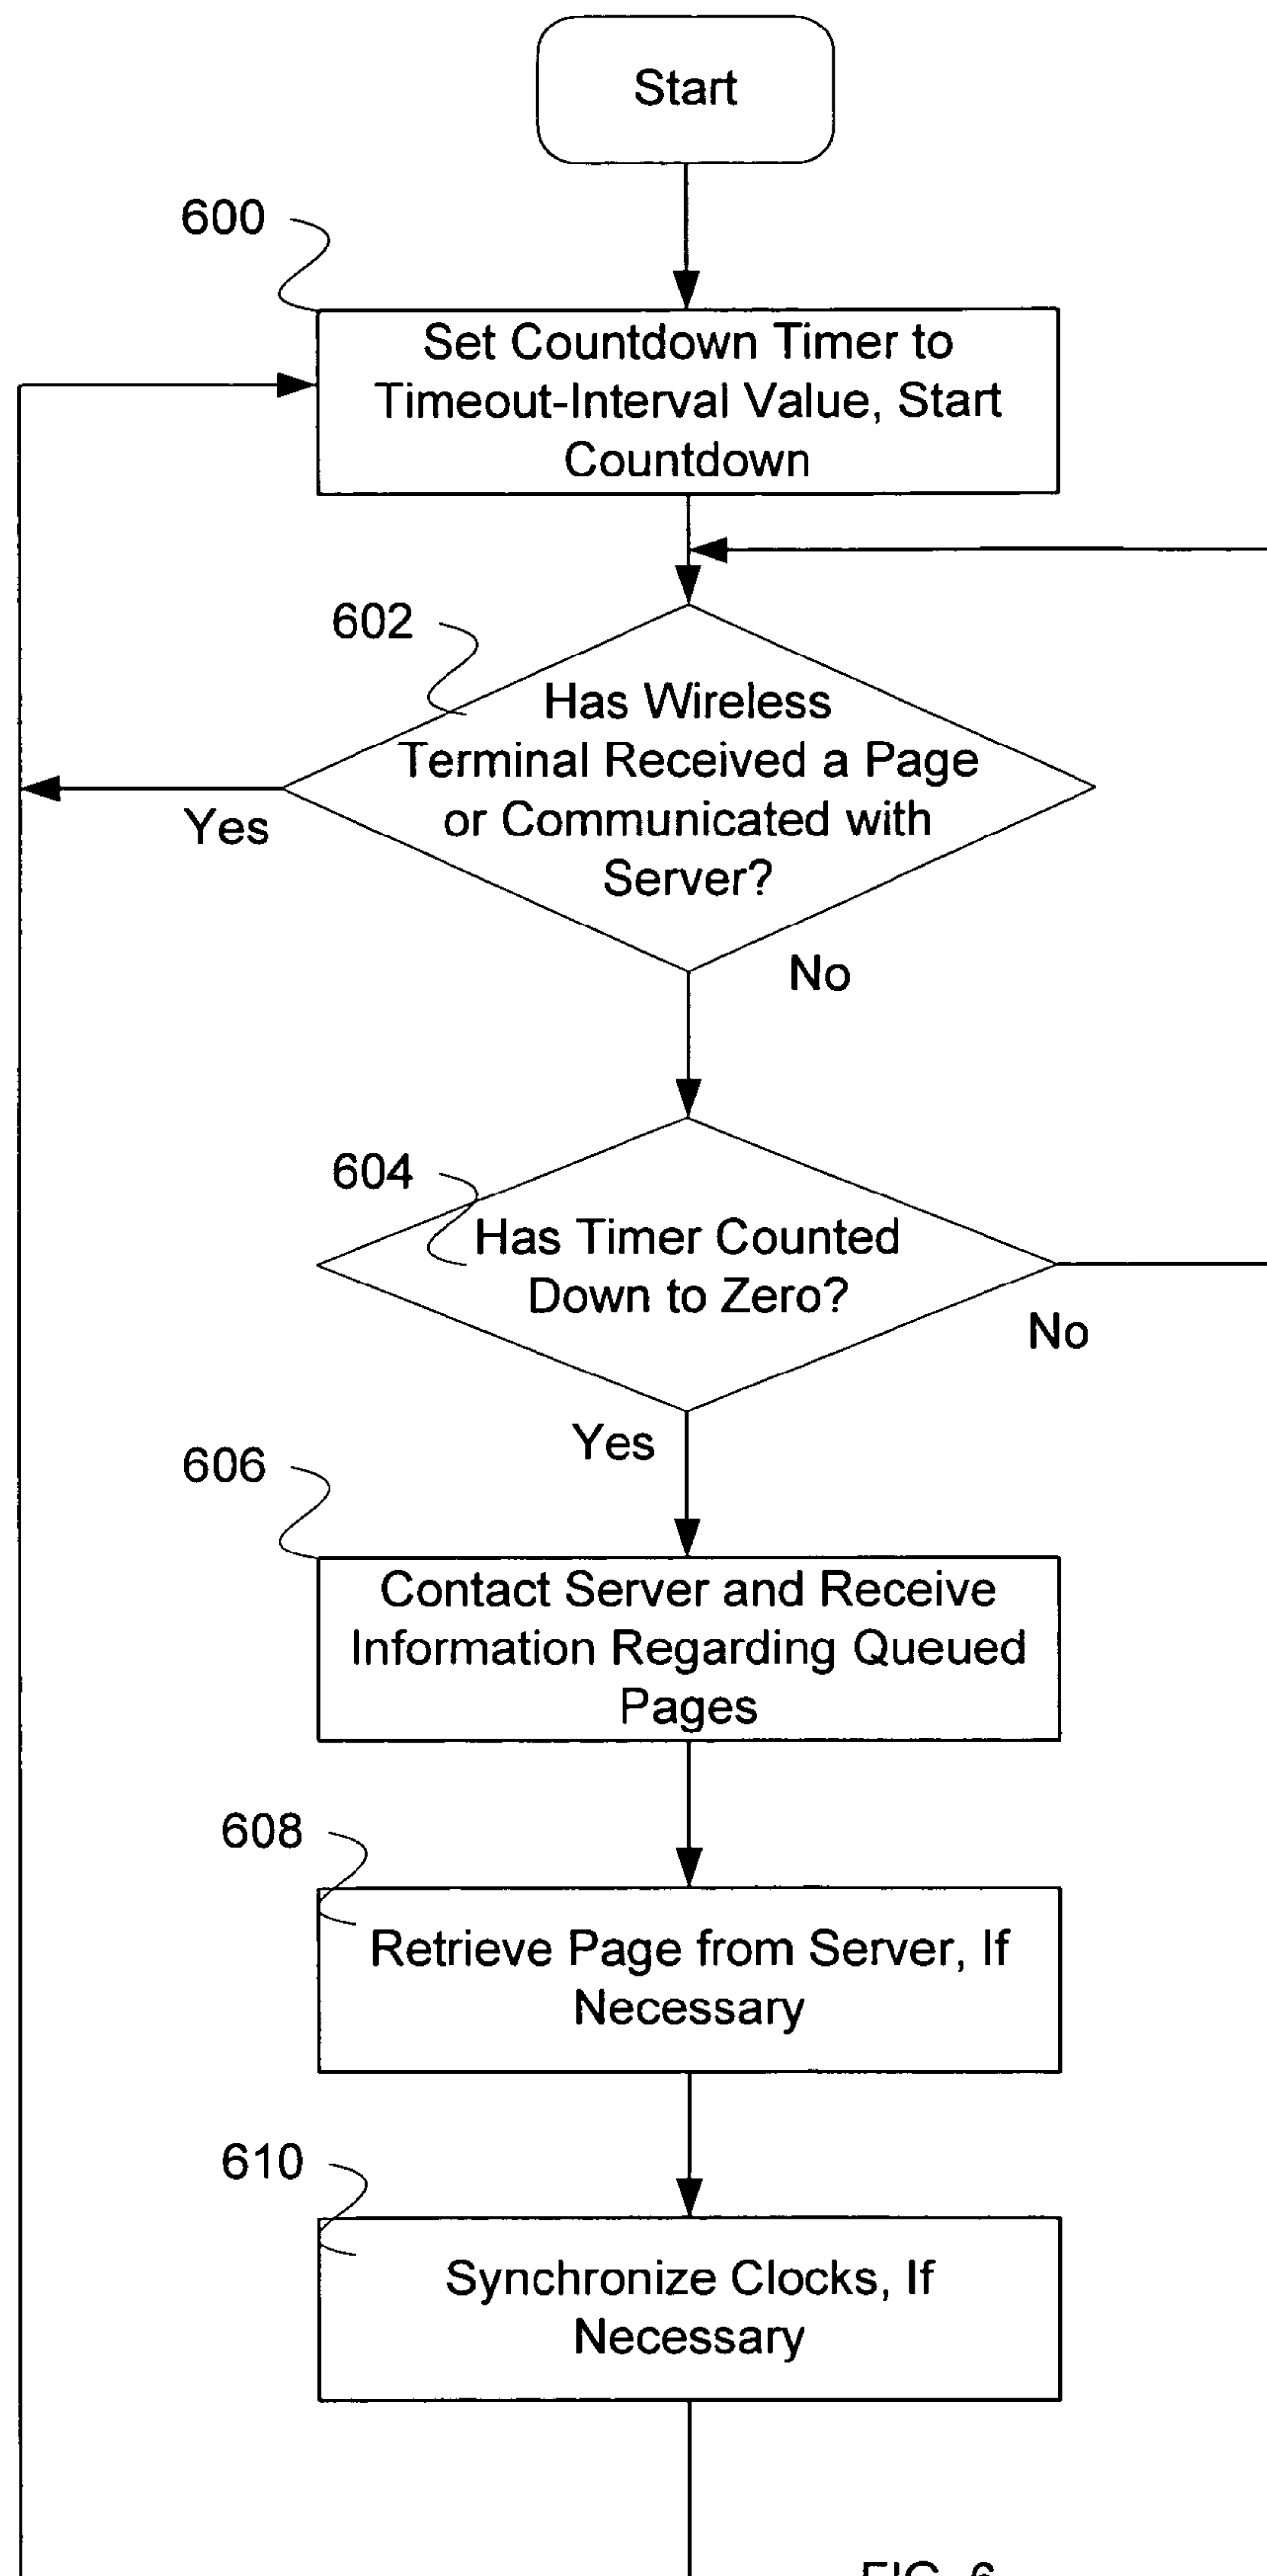 Start
600
Set Countdown Timer to
Timeout-Interval Value, Start
Countdown
602
Has Wireless
Terminal Received a Page
or Communicated with
Server?
Yes
No
604
Has Timer Counted
Down to Zero?
No
Yes
606
Contact Server and Receive
Information Regarding Queued
Pages
608
Retrieve Page from Server, If
Necessary
610
Synchronize Clocks, If
Necessary
FIG. 6